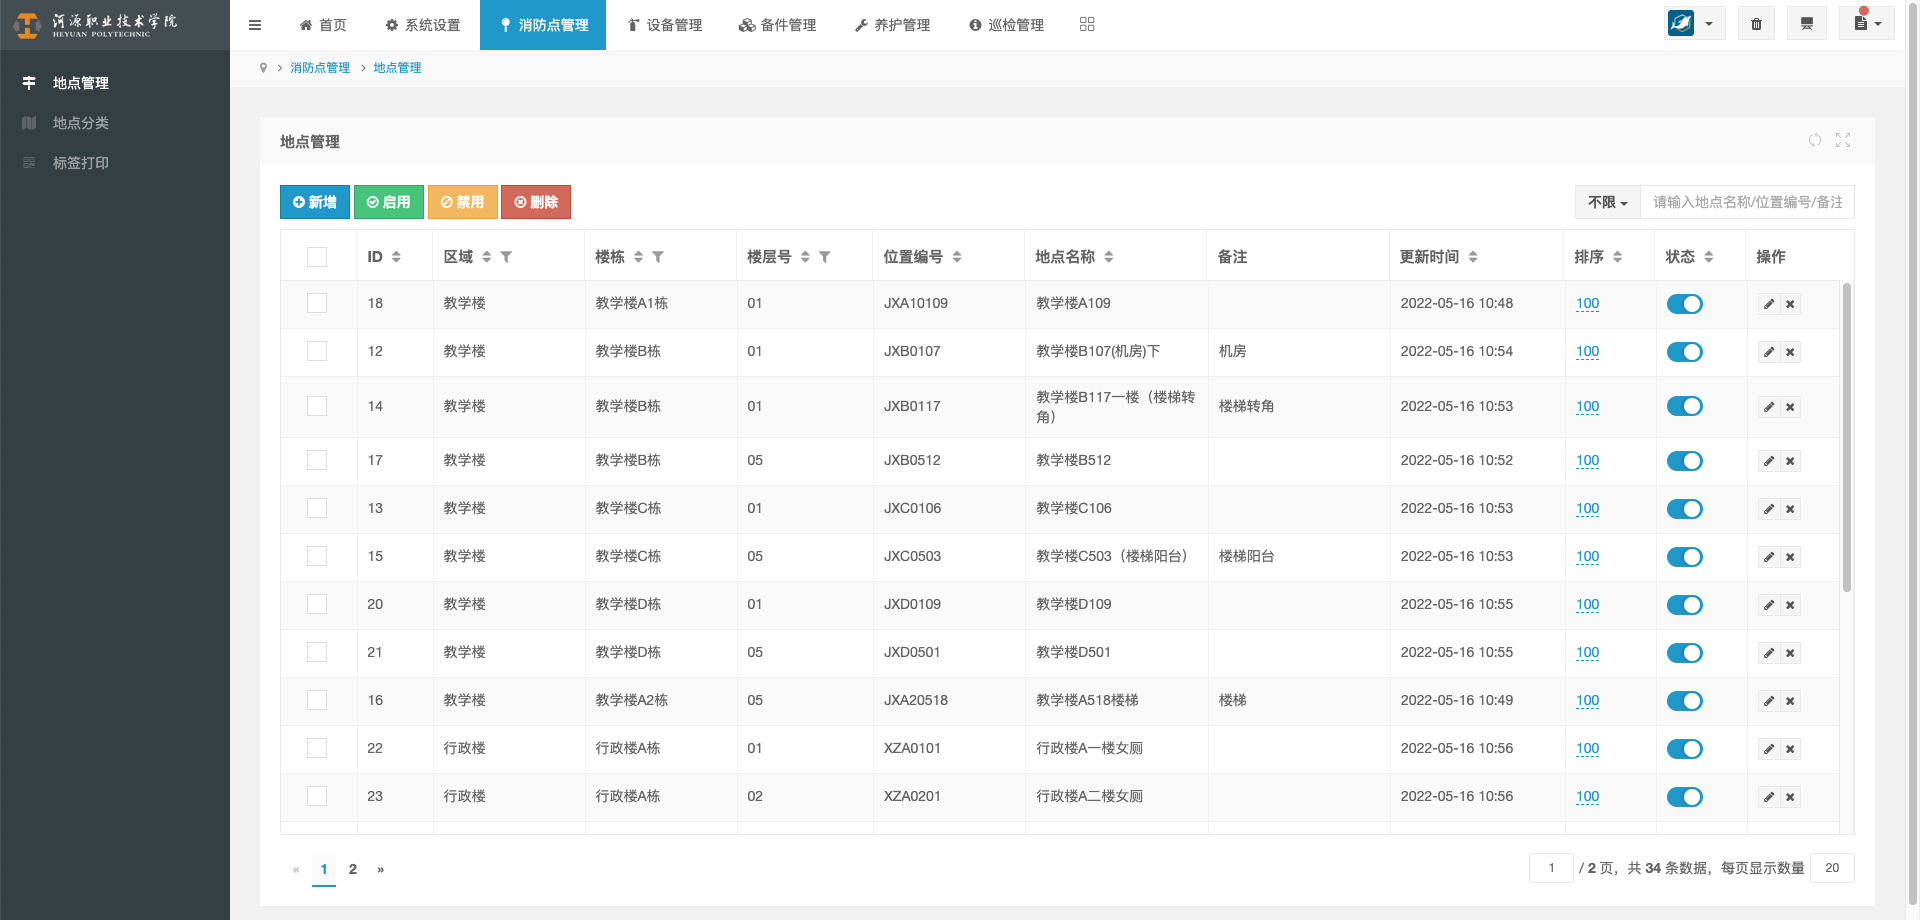 河源职业技术学院
HEYUAN POLYTECHNIC
首页 系统设置 消防点管理 设备管理 备件管理 养护管理 巡检管理
消防点管理 > 地点管理
地点管理
地点分类
标签打印
地点管理
新增 启用 禁用 删除
不限 请输入地点名称/位置编号/备注
ID 区域 楼栋 楼层号 位置编号 地点名称 备注 更新时间 排序 状态 操作
18 教学楼 教学楼A1栋 01 JXA10109 教学楼A109 2022-05-16 10:48 100
12 教学楼 教学楼B栋 01 JXB0107 教学楼B107(机房)下 机房 2022-05-16 10:54 100
14 教学楼 教学楼B栋 01 JXB0117 教学楼B117一楼（楼梯转角） 楼梯转角 2022-05-16 10:53 100
17 教学楼 教学楼B栋 05 JXB0512 教学楼B512 2022-05-16 10:52 100
13 教学楼 教学楼C栋 01 JXC0106 教学楼C106 2022-05-16 10:53 100
15 教学楼 教学楼C栋 05 JXC0503 教学楼C503（楼梯阳台） 楼梯阳台 2022-05-16 10:53 100
20 教学楼 教学楼D栋 01 JXD0109 教学楼D109 2022-05-16 10:55 100
21 教学楼 教学楼D栋 05 JXD0501 教学楼D501 2022-05-16 10:55 100
16 教学楼 教学楼A2栋 05 JXA20518 教学楼A518楼梯 楼梯 2022-05-16 10:49 100
22 行政楼 行政楼A栋 01 XZA0101 行政楼A一楼女厕 2022-05-16 10:56 100
23 行政楼 行政楼A栋 02 XZA0201 行政楼A二楼女厕 2022-05-16 10:56 100
« 1 2 » 1 / 2 页，共 34 条数据，每页显示数量 20